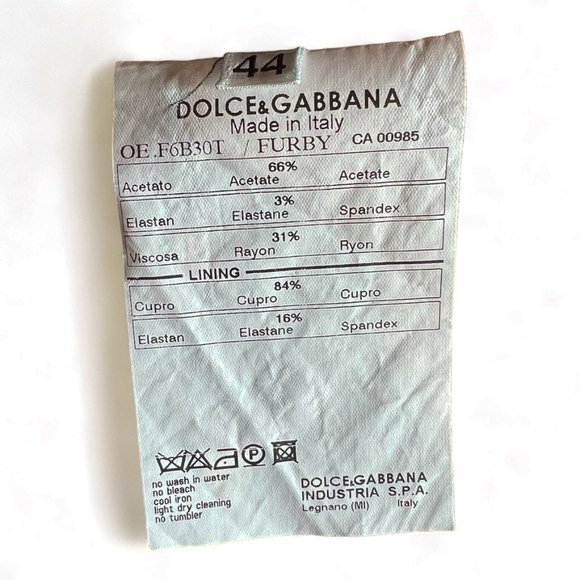 44
DOLCE&GABBANA
Made in Italy
OE .F6B30T / FURBY CA 00985
66%
Acetato Acetate Acetate
3%
Elastan Elastane Spandex
31%
Viscosa Rayon Ryon
LINING
84%
Cupro Cupro Cupro
16%
Elastan Elastane Spandex
P
no wash in water
no bleach
cool iron
light dry cleaning
no tumbler
DOLCE&GABBANA
INDUSTRIA S.P.A.
Legnano (MI) Italy